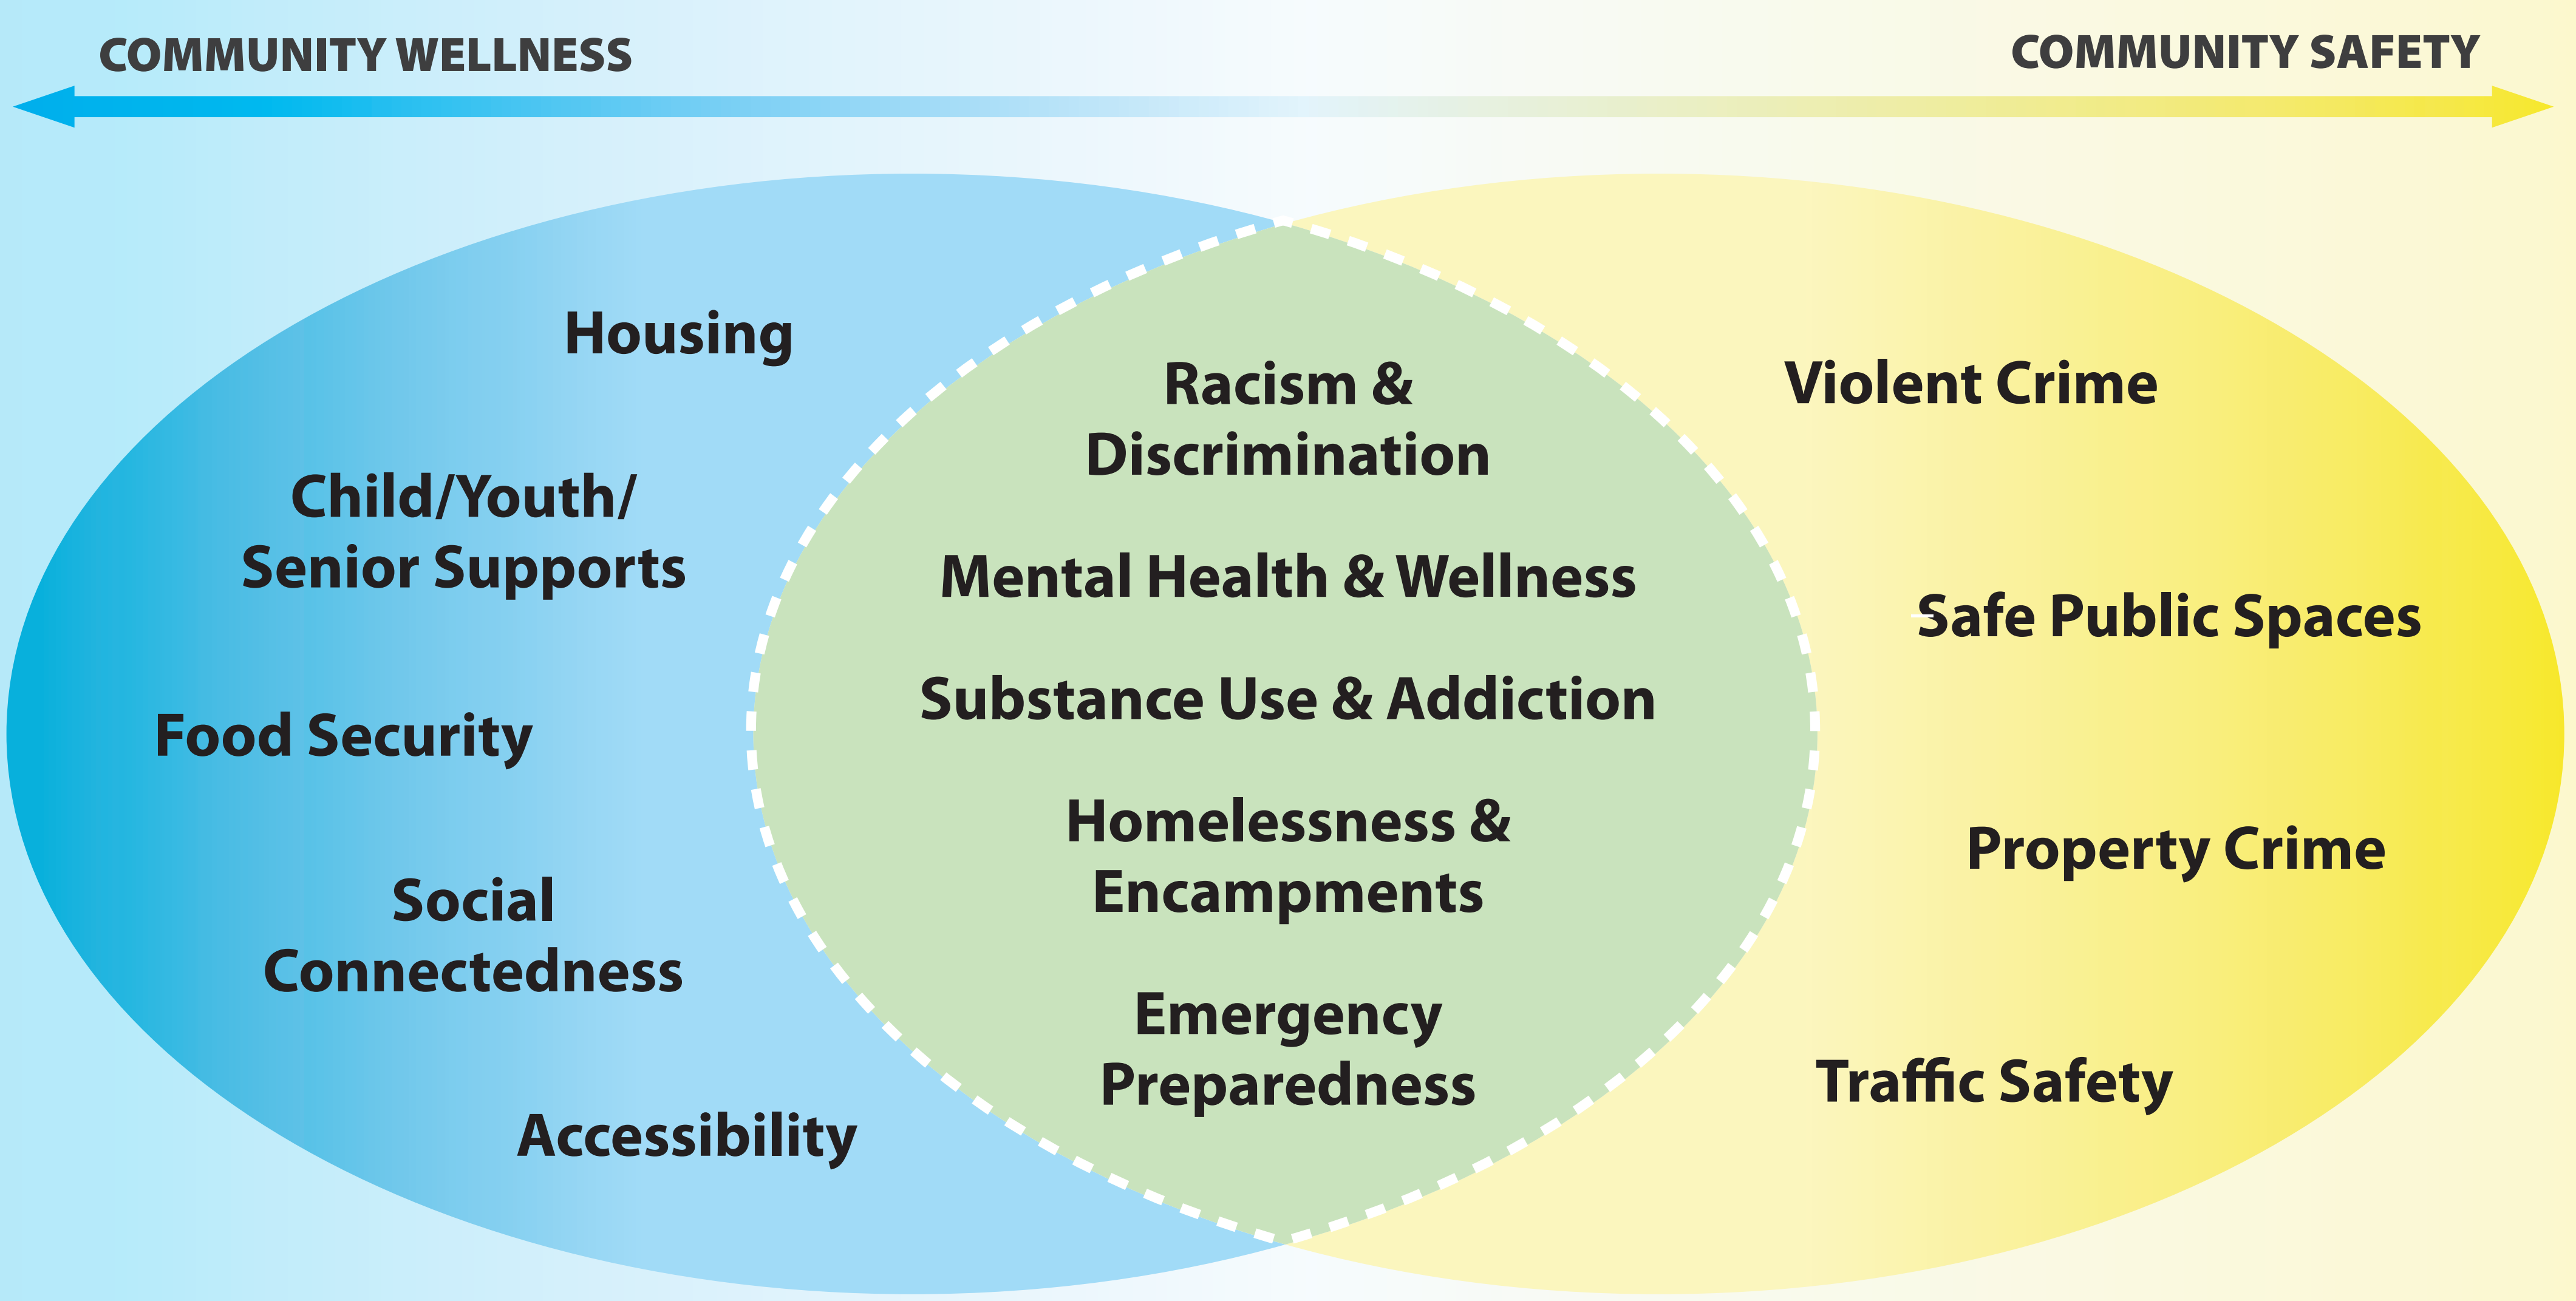 COMMUNITY WELLNESS
COMMUNITY SAFETY
Housing
Child/Youth/
Senior Supports
Food Security
Social
Connectedness
Accessibility
Racism &
Discrimination
Mental Health & Wellness
Substance Use & Addiction
Homelessness &
Encampments
Emergency
Preparedness
Violent Crime
Safe Public Spaces
Property Crime
Traffic Safety